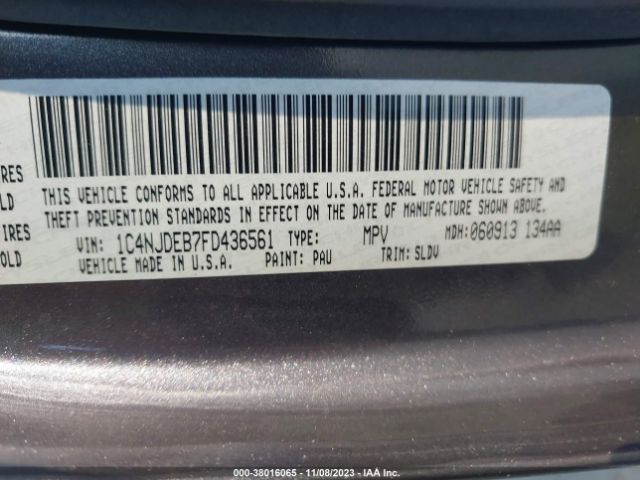 IRES
LD
IRES
OLD
THIS VEHICLE CONFORMS TO ALL APPLICABLE U.S.A. FEDERAL MOTOR VEHICLE SAFETY AND
THEFT PREVENTION STANDARDS IN EFFECT ON THE DATE OF MANUFACTURE SHOWN ABOVE.
VIN: 1C4NJDEB7FD436561 TYPE: MPV MDH: 060913 134AA
VEHICLE MADE IN U.S.A. PAINT: PAU TRIM: SLDV
000-38016065 - 11/08/2023 - IAA Inc.